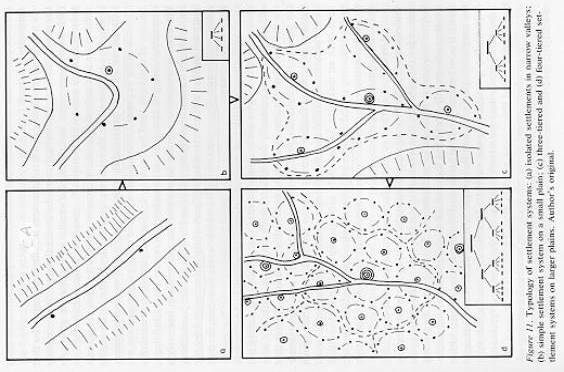 b
c
a
d
Figure 11. Typology of settlement systems: (a) isolated settlements in narrow valleys;
(b) simple settlement system on a small plain; (c) three-tiered and (d) four-tiered set-
tlement systems on larger plains. Author's original.